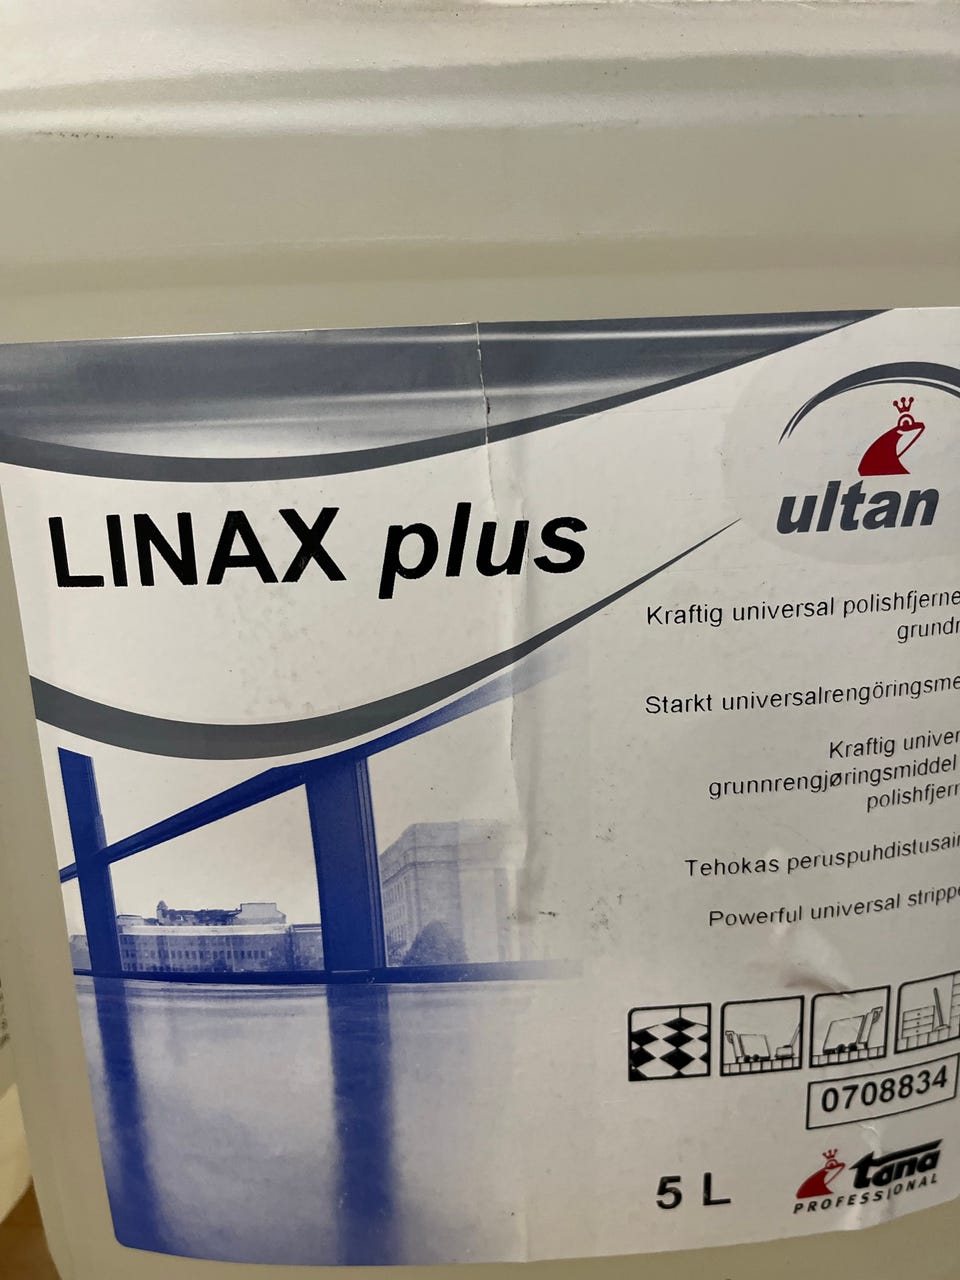 LINAX plus
ultan
Kraftig universal polishfjerne
grundr
Starkt universalrengöringsme
Kraftig univer
grunnrengjøringsmiddel
polishfjern
Tehokas peruspuhdistusain
Powerful universal strippe
0708834
5 L
tana
PROFESSIONAL